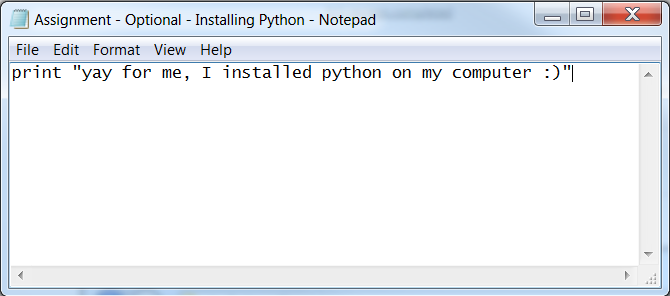 Assignment - Optional - Installing Python - Notepad
File Edit Format View Help
print "yay for me, I installed python on my computer :)"